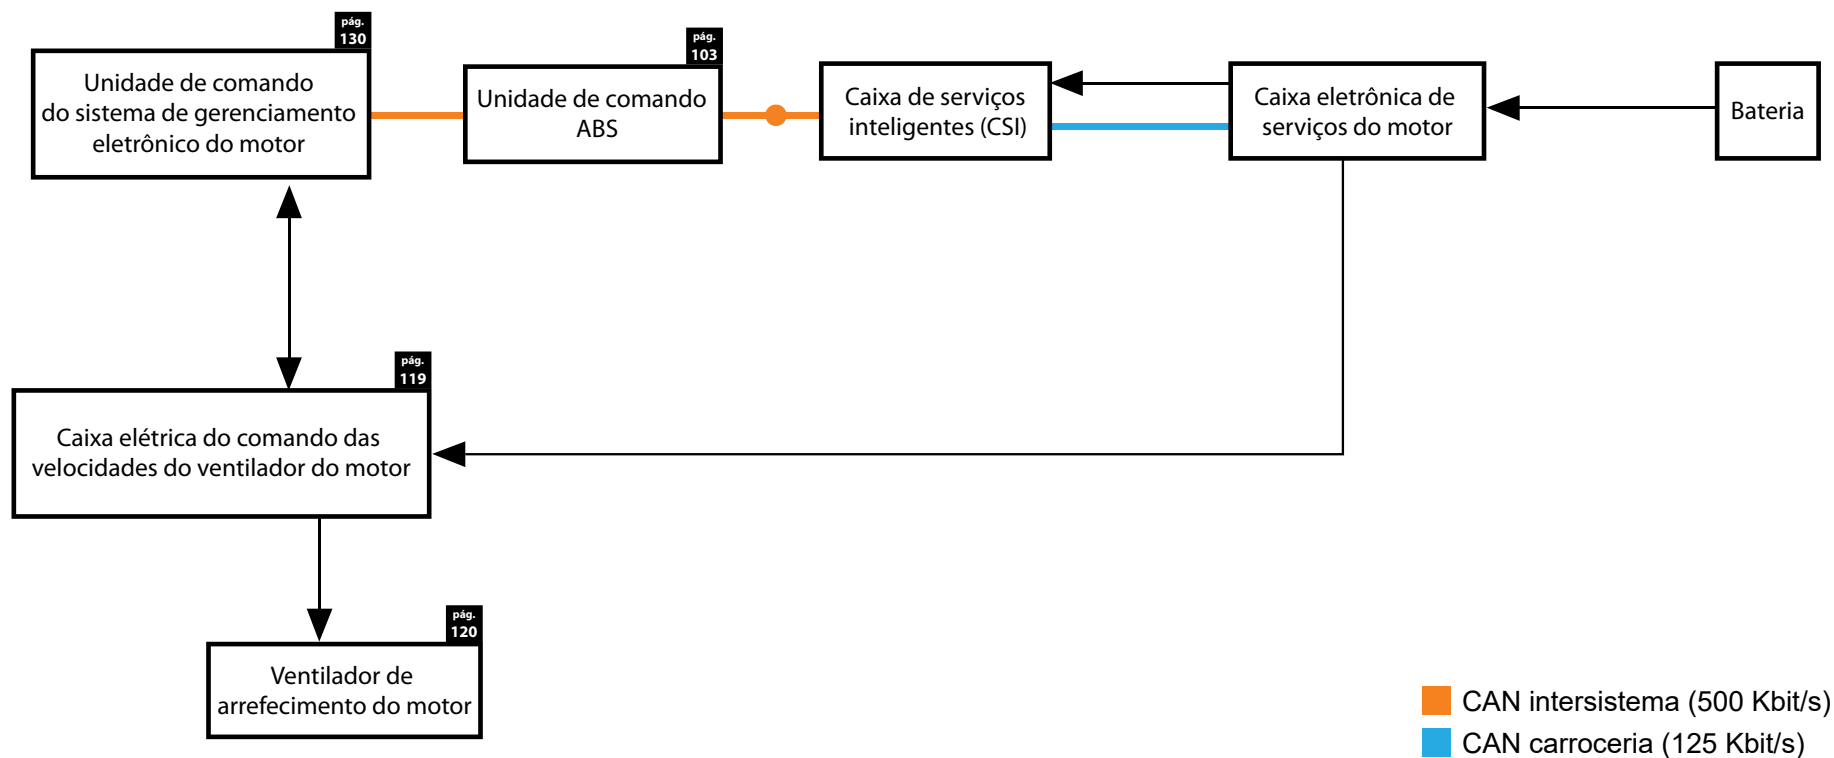 pág.
130
Unidade de comando
do sistema de gerenciamento
eletrônico do motor
pág.
103
Unidade de comando
ABS
Caixa de serviços
inteligentes (CSI)
Caixa eletrônica de
serviços do motor
Bateria
pág.
119
Caixa elétrica do comando das
velocidades do ventilador do motor
pág.
120
Ventilador de
arrefecimento do motor
CAN intersistema (500 Kbit/s)
CAN carroceria (125 Kbit/s)